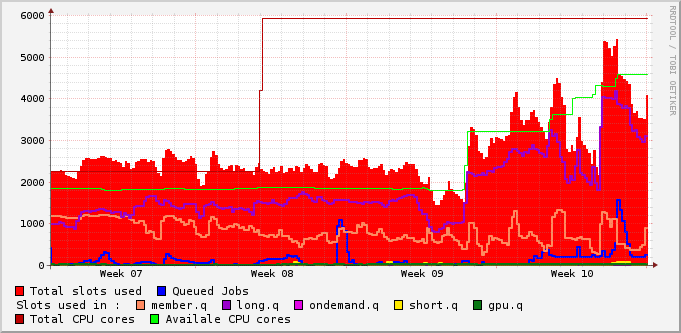 6000
5000
4000
3000
2000
1000
0
Week 07 Week 08 Week 09 Week 10
Total slots used Queued Jobs
Slots used in : member.q long.q ondemand.q short.q gpu.q
Total CPU cores Availale CPU cores
RRDTOOL / TOBI OETIKER